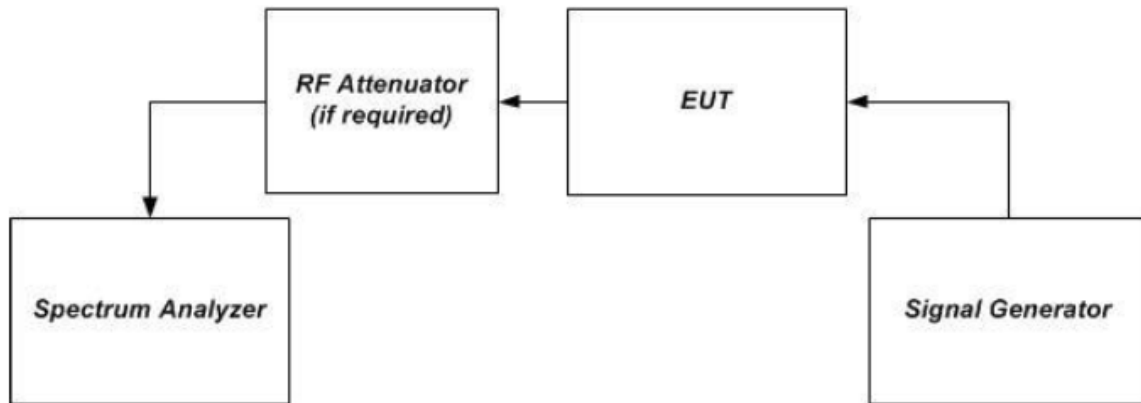 RF Attenuator
(if required)
EUT
Spectrum Analyzer
Signal Generator